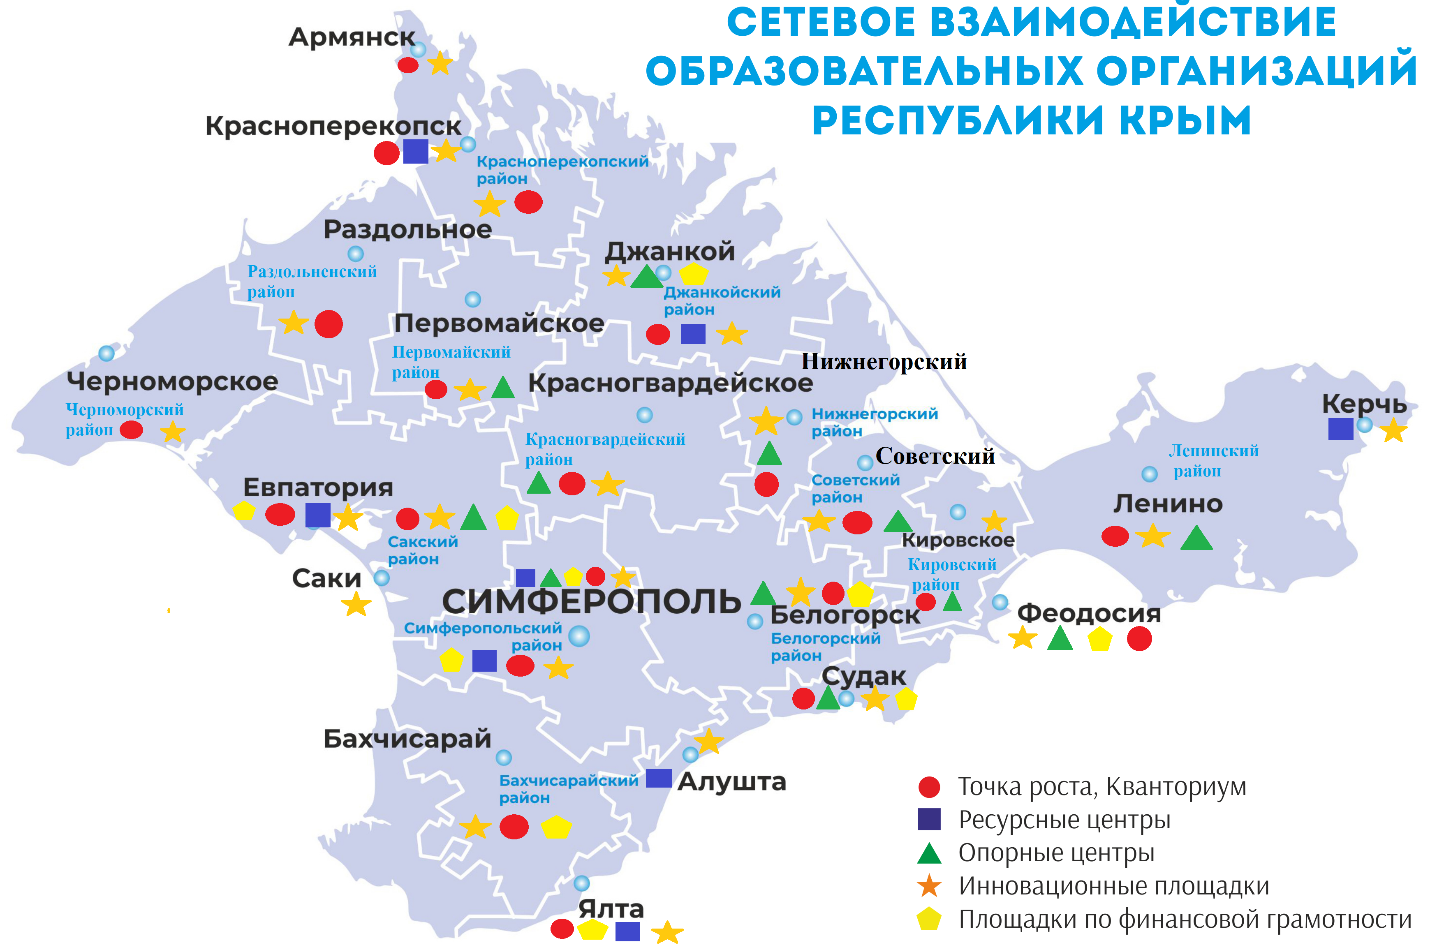 СЕТЕВОЕ ВЗАИМОДЕЙСТВИЕ
ОБРАЗОВАТЕЛЬНЫХ ОРГАНИЗАЦИЙ
РЕСПУБЛИКИ КРЫМ
Армянск
Красноперекопск
Красноперекопский
район
Раздольное
Раздольненский
район
Джанкой
Джанкойский
район
Первомайское
Первомайский
район
Нижнегорский
Нижнегорский
район
Черноморское
Черноморский
район
Красногвардейское
Красногвардейский
район
Керчь
Ленинский
район
Ленино
Советский
Советский
район
Евпатория
Сакский
район
Саки
Кировское
Кировский
район
СИМФЕРОПОЛЬ
Симферопольский
район
Белогорск
Белогорский
район
Феодосия
Судак
Бахчисарай
Бахчисарайский
район
Алушта
Ялта
Точка роста, Кванториум
Ресурсные центры
Опорные центры
Инновационные площадки
Площадки по финансовой грамотности